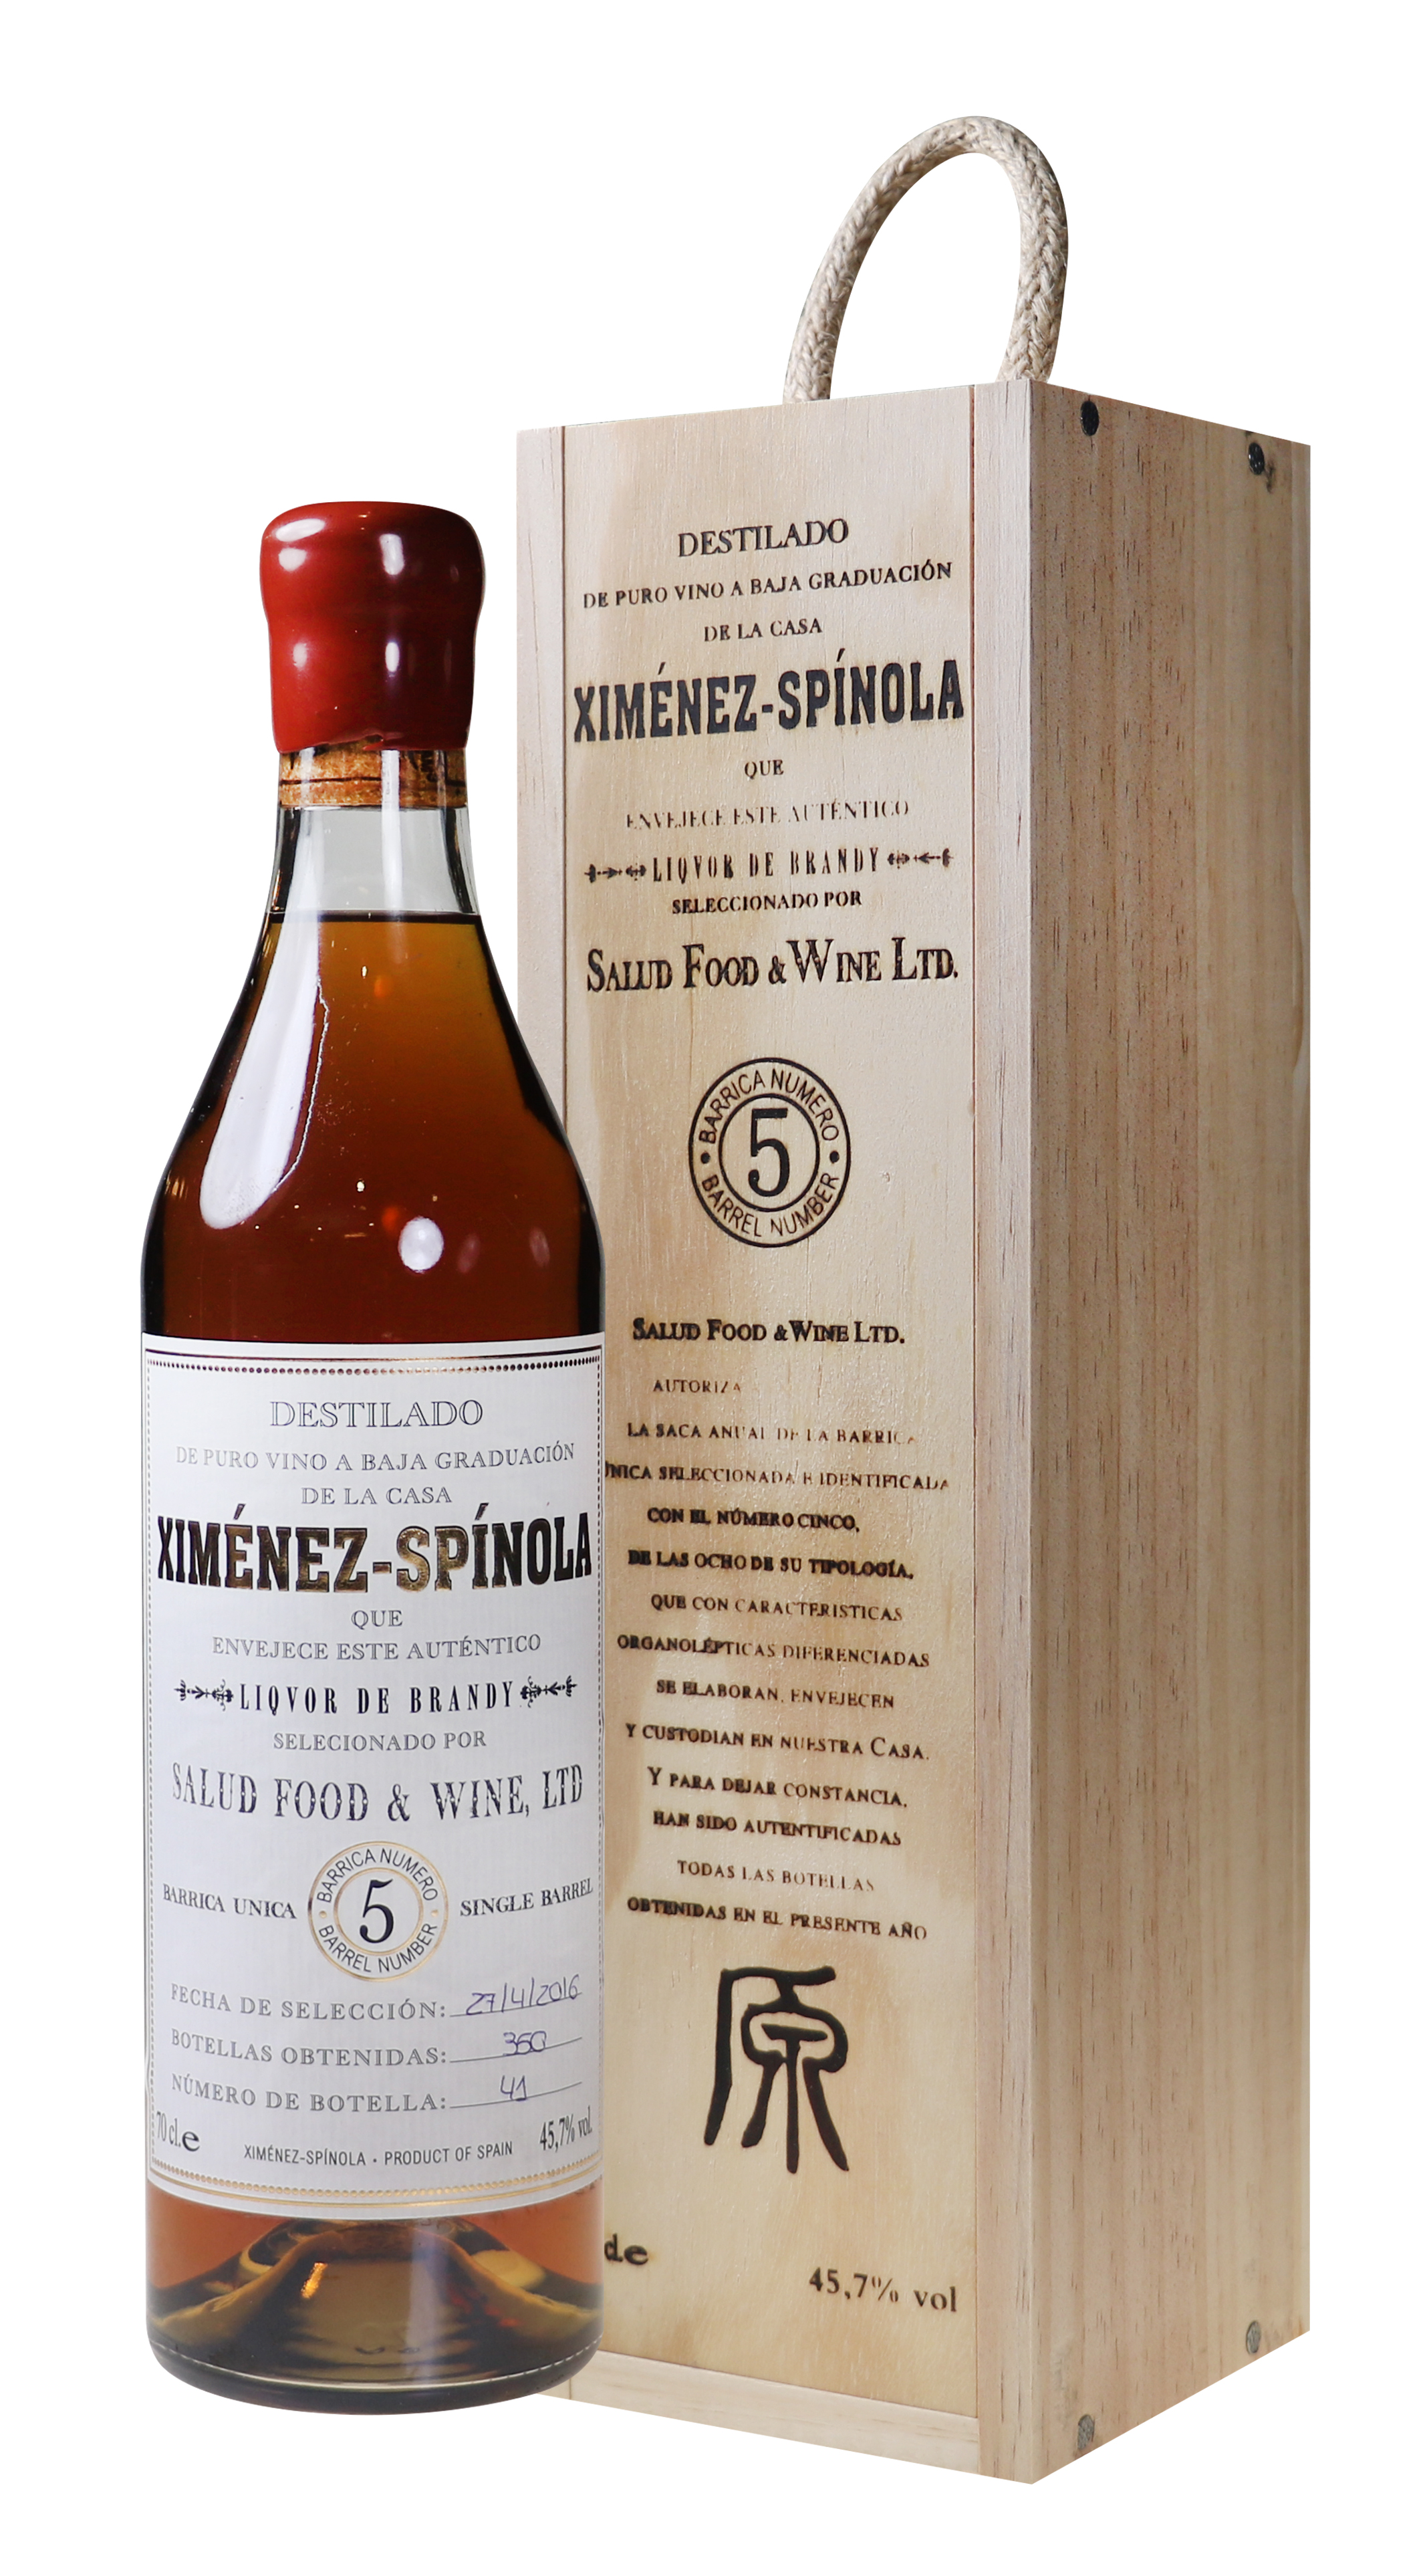 DESTILADO
DE PURO VINO A BAJA GRADUACIÓN
DE LA CASA
XIMÉNEZ-SPÍNOLA
QUE
ENVEJECE ESTE AUTÉNTICO
LIQVOR DE BRANDY
SELECCIONADO POR
SALUD FOOD & WINE LTD.
BARRICA NUMERO
5
BARREL NUMBER
SALUD FOOD & WINE LTD.
AUTORIZA
LA SACA ANUAL DE LA BARRICA
ÚNICA SELECCIONADA E IDENTIFICADA
CON EL NÚMERO CINCO,
DE LAS OCHO DE SU TIPOLOGÍA,
QUE CON CARACTERISTICAS
ORGANOLÉPTICAS DIFERENCIADAS
SE ELABORAN, ENVEJECEN
Y CUSTODIAN EN NUESTRA CASA.
Y PARA DEJAR CONSTANCIA,
HAN SIDO AUTENTIFICADAS
TODAS LAS BOTELLAS
OBTENIDAS EN EL PRESENTE AÑO
原
45,7% vol
DESTILADO
DE PURO VINO A BAJA GRADUACIÓN
DE LA CASA
XIMÉNEZ-SPÍNOLA
QUE
ENVEJECE ESTE AUTÉNTICO
LIQVOR DE BRANDY
SELECIONADO POR
SALUD FOOD & WINE, LTD
BARRICA NUMERO
BARRICA UNICA 5 SINGLE BARREL
BARREL NUMBER
FECHA DE SELECCIÓN: 27/4/2016
BOTELLAS OBTENIDAS: 360
NÚMERO DE BOTELLA: 41
70 cl.e XIMÉNEZ-SPÍNOLA · PRODUCT OF SPAIN 45,7% vol.